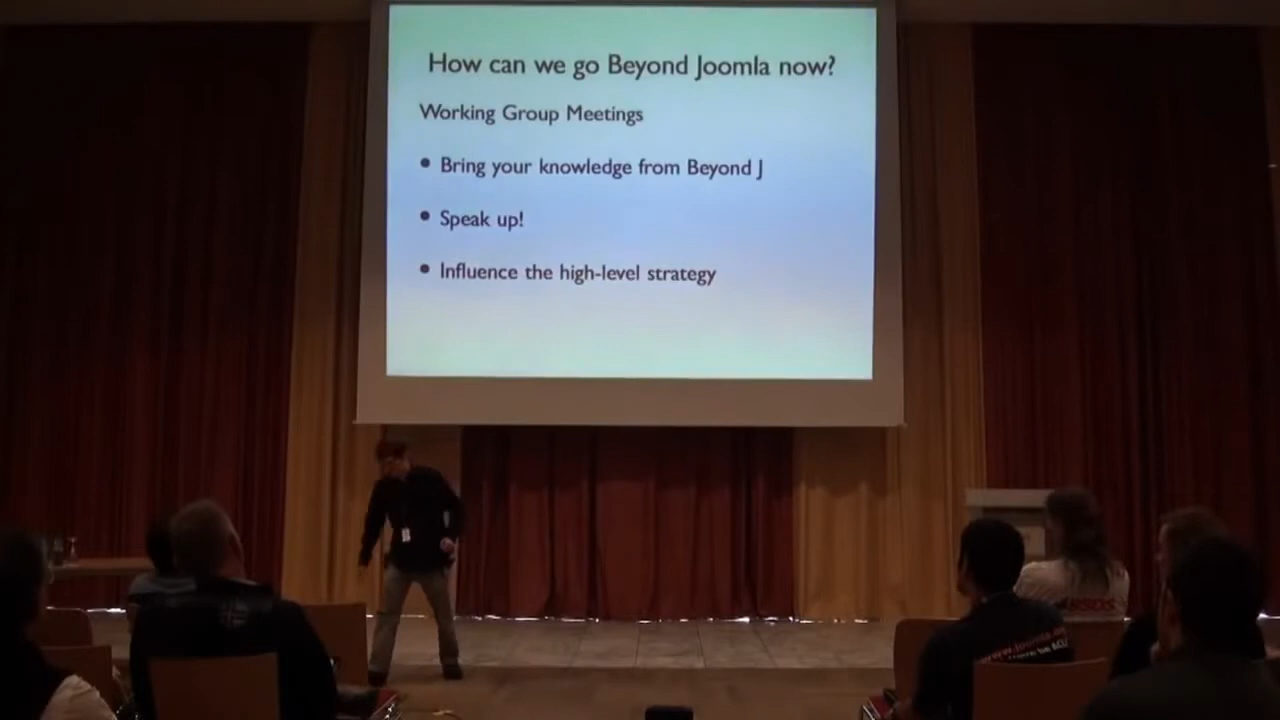 How can we go Beyond Joomla now?
Working Group Meetings
• Bring your knowledge from Beyond J
• Speak up!
• Influence the high-level strategy